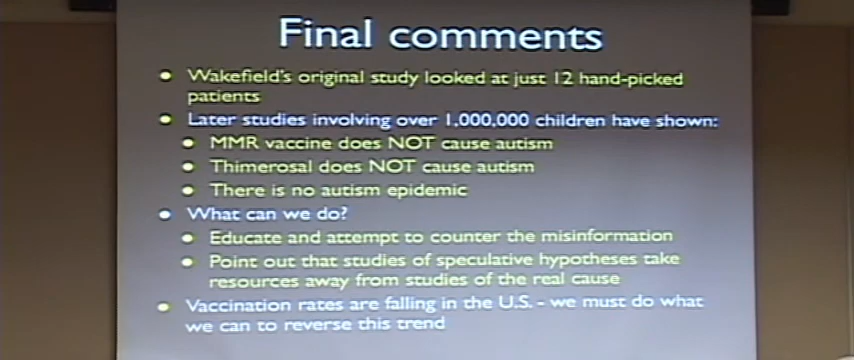 Final comments
• Wakefield's original study looked at just 12 hand-picked
patients
• Later studies involving over 1,000,000 children have shown:
• MMR vaccine does NOT cause autism
• Thimerosal does NOT cause autism
• There is no autism epidemic
• What can we do?
• Educate and attempt to counter the misinformation
• Point out that studies of speculative hypotheses take
resources away from studies of the real cause
• Vaccination rates are falling in the U.S. - we must do what
we can to reverse this trend